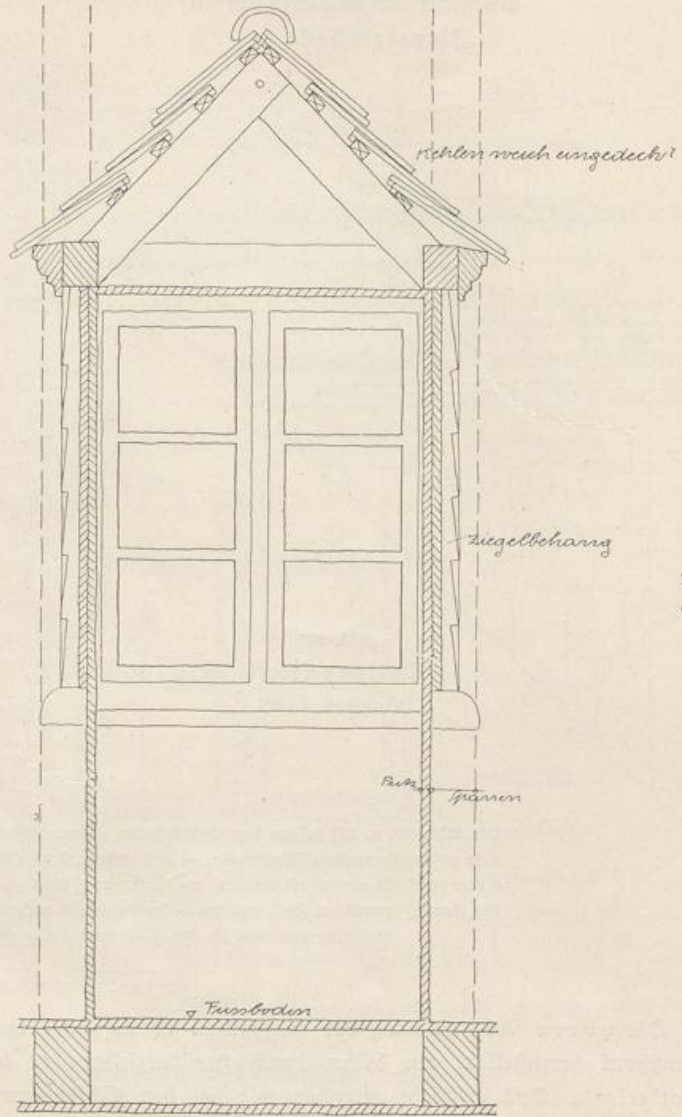 Kehlen weich eingedeckt
Ziegelbehang
Putz
Sparren
Fussboden